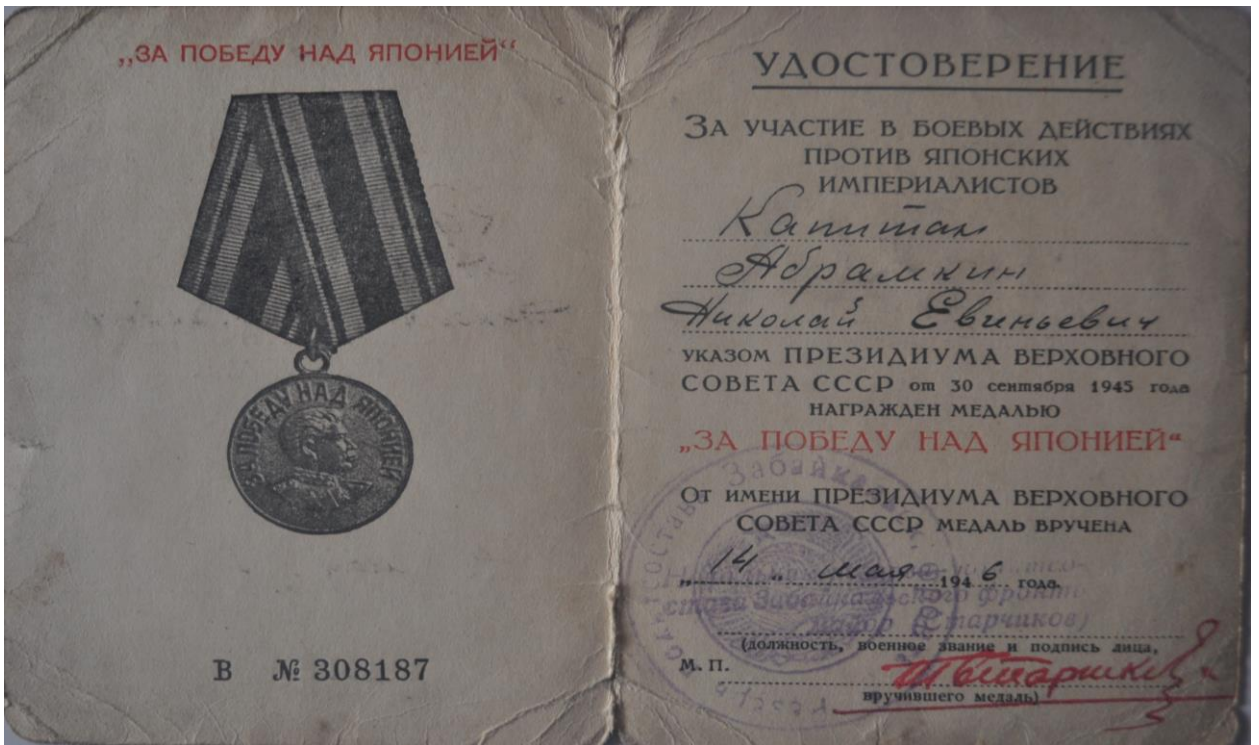 „ЗА ПОБЕДУ НАД ЯПОНИЕЙ“
ЗА ПОБЕДУ НАД ЯПОНИЕЙ
В № 308187
УДОСТОВЕРЕНИЕ
ЗА УЧАСТИЕ В БОЕВЫХ ДЕЙСТВИЯХ
ПРОТИВ ЯПОНСКИХ
ИМПЕРИАЛИСТОВ
Капитан
Абрамкин
Николай Евгеньевич
УКАЗОМ ПРЕЗИДИУМА ВЕРХОВНОГО
СОВЕТА СССР от 30 сентября 1945 года
НАГРАЖДЕН МЕДАЛЬЮ
„ЗА ПОБЕДУ НАД ЯПОНИЕЙ“
ОТ ИМЕНИ ПРЕЗИДИУМА ВЕРХОВНОГО
СОВЕТА СССР МЕДАЛЬ ВРУЧЕНА
„14„ мая 1946 года.
Забайкальского фронта
майор (Старчиков)
(должность, военное звание и подпись лица,
М. П.
вручившего медаль)